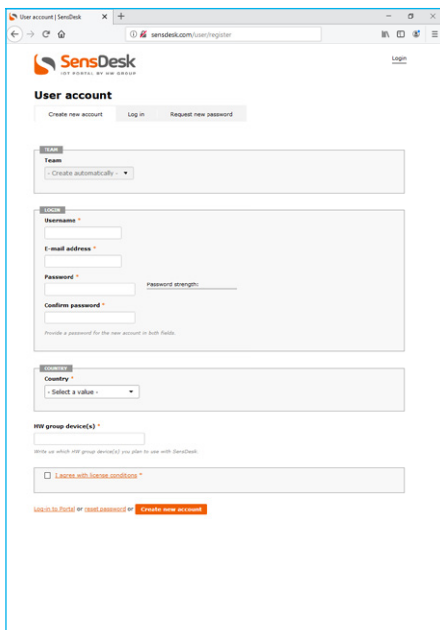 User account | SensDesk
sensdesk.com/user/register
SensDesk
IOT PORTAL BY HW GROUP
Login
User account
Create new account Log in Request new password
TEAM
Team
- Create automatically -
LOGIN
Username *
E-mail address *
Password *
Password strength:
Confirm password *
Provide a password for the new account in both fields.
COUNTRY
Country *
- Select a value -
HW group device(s) *
Write us which HW group device(s) you plan to use with SensDesk.
I agree with license conditions *
Log-in to Portal or reset password or Create new account